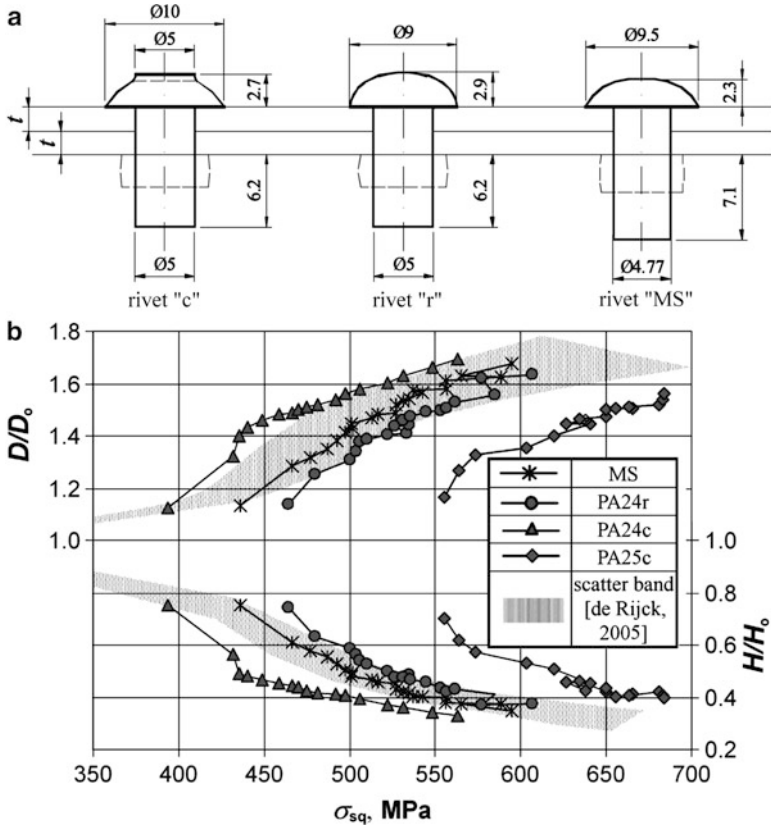 a
Ø10
Ø5
2.7
t
t
6.2
Ø5
rivet "c"
Ø9
2.9
6.2
Ø5
rivet "r"
Ø9.5
2.3
7.1
Ø4.77
rivet "MS"
b
1.8
1.6
1.4
1.2
1.0
D/Do
MS
PA24r
PA24c
PA25c
scatter band
[de Rijck,
2005]
1.0
0.8
0.6
0.4
0.2
H/Ho
350 400 450 500 550 600 650 700
σsq, MPa